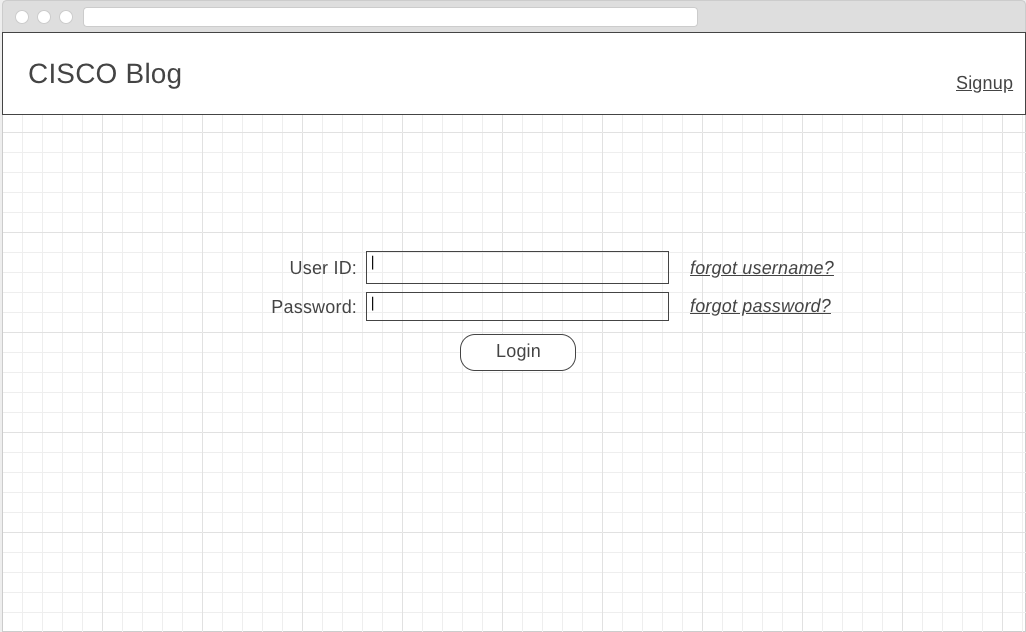 CISCO Blog
Signup
User ID:
forgot username?
Password:
forgot password?
Login